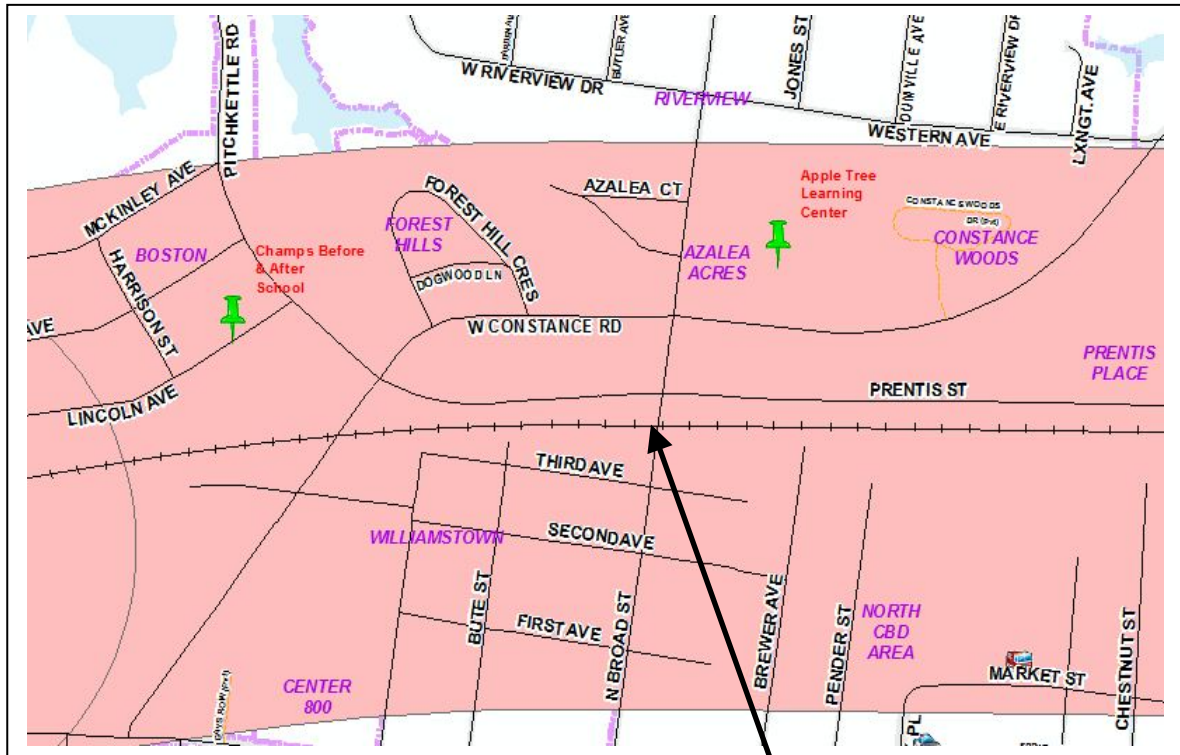 PITCHKETTLE RD
W RIVERVIEW DR
BUTLER AVE
RIVERVIEW
JONES ST
DUNVILLE AVE
E RIVERVIEW DR
LXNGT. AVE
WESTERN AVE
MCKINLEY AVE
BOSTON
HARRISON ST
AVE
LINCOLN AVE
Champs Before
& After
School
FOREST
HILLS
FOREST HILL CRES
DOGWOOD LN
W CONSTANCE RD
AZALEA CT
AZALEA
ACRES
Apple Tree
Learning
Center
CONSTANCE WOODS
DR (Pvt)
CONSTANCE
WOODS
PRENTIS
PLACE
PRENTIS ST
THIRD AVE
SECOND AVE
WILLIAMSTOWN
BUTE ST
FIRST AVE
N BROAD ST
BREWER AVE
PENDER ST
NORTH
CBD
AREA
MARKET ST
CHESTNUT ST
CENTER
800
PL